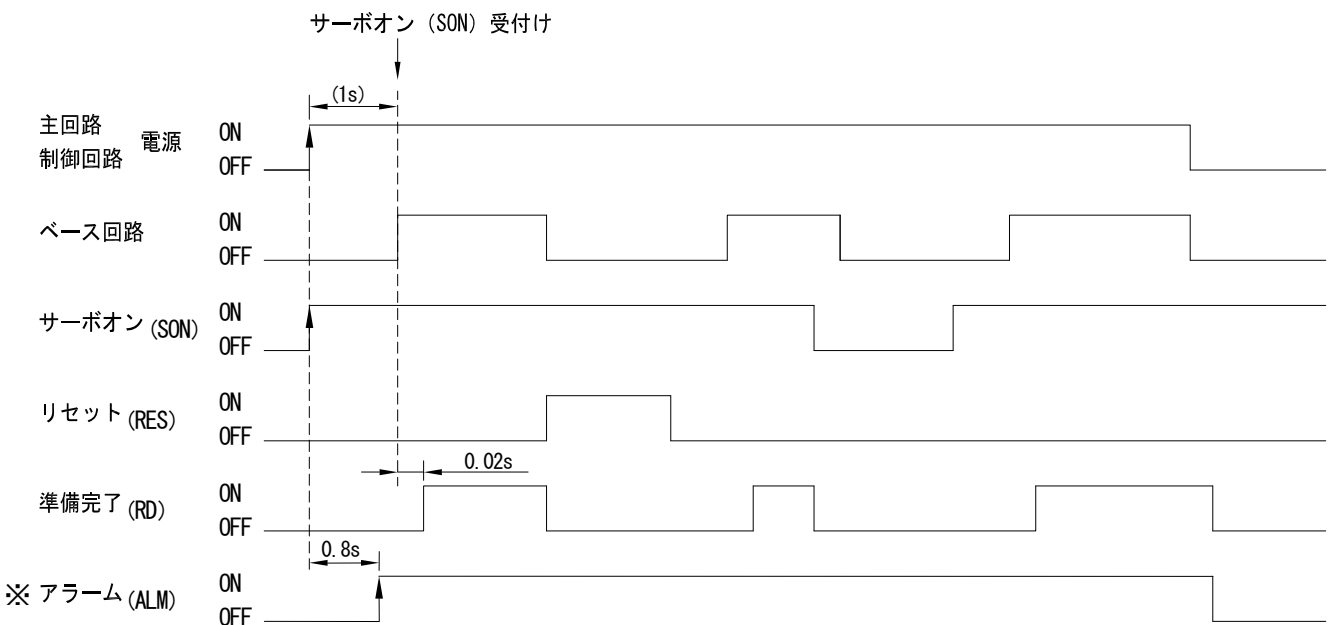 サーボオン (SON) 受付け
(1s)
主回路
制御回路
電源
ON
OFF
ベース回路
ON
OFF
サーボオン (SON)
ON
OFF
リセット (RES)
ON
OFF
0.02s
準備完了 (RD)
ON
OFF
0.8s
※ アラーム (ALM)
ON
OFF